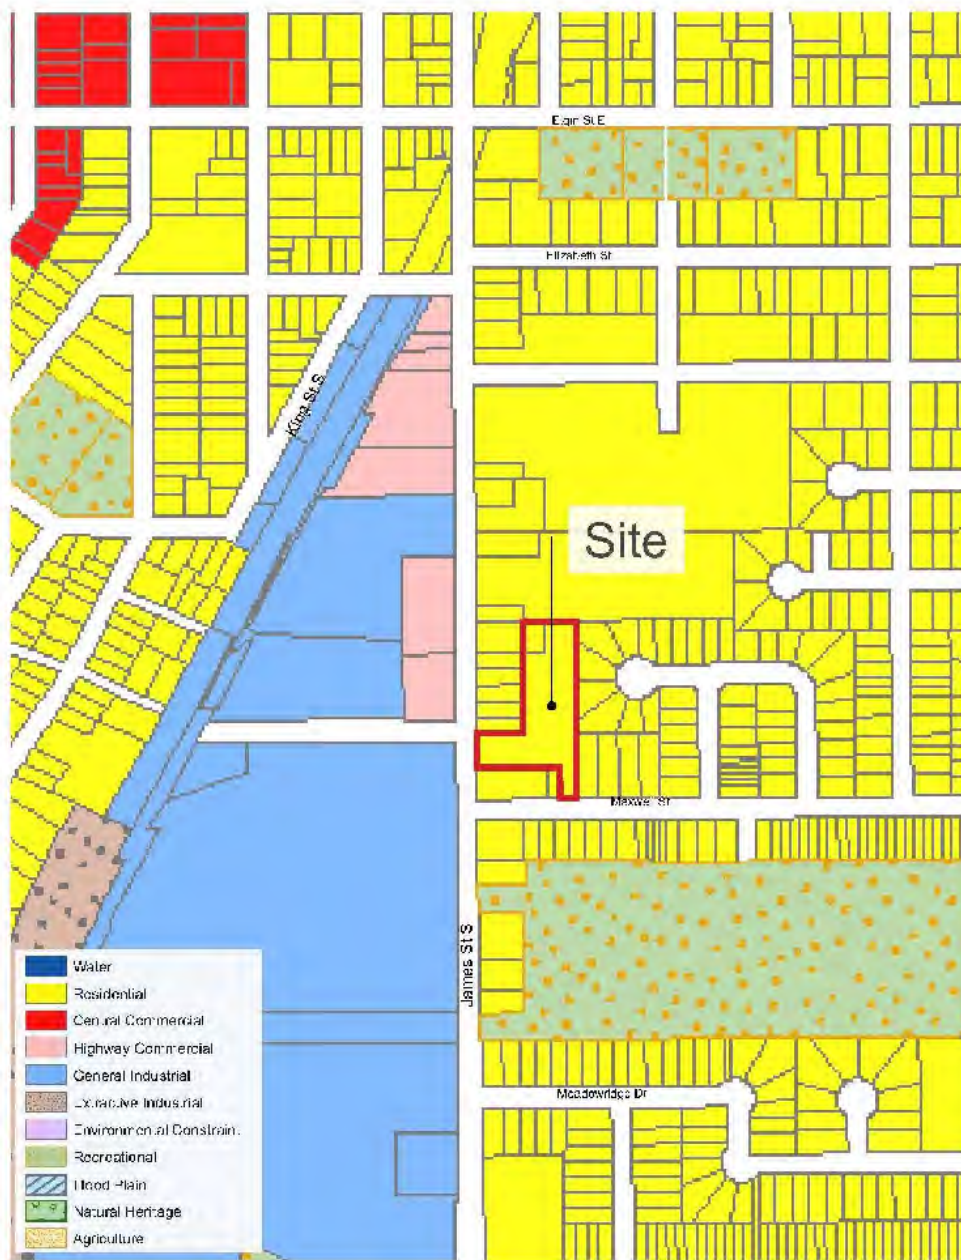 Elgin St E
Elizabeth St
King St S
Site
Maxwell St
James St S
Meadowridge Dr
Water
Residential
Central Commercial
Highway Commercial
General Industrial
Extractive Industrial
Environmental Constrain.
Recreational
Flood Plain
Natural Heritage
Agriculture